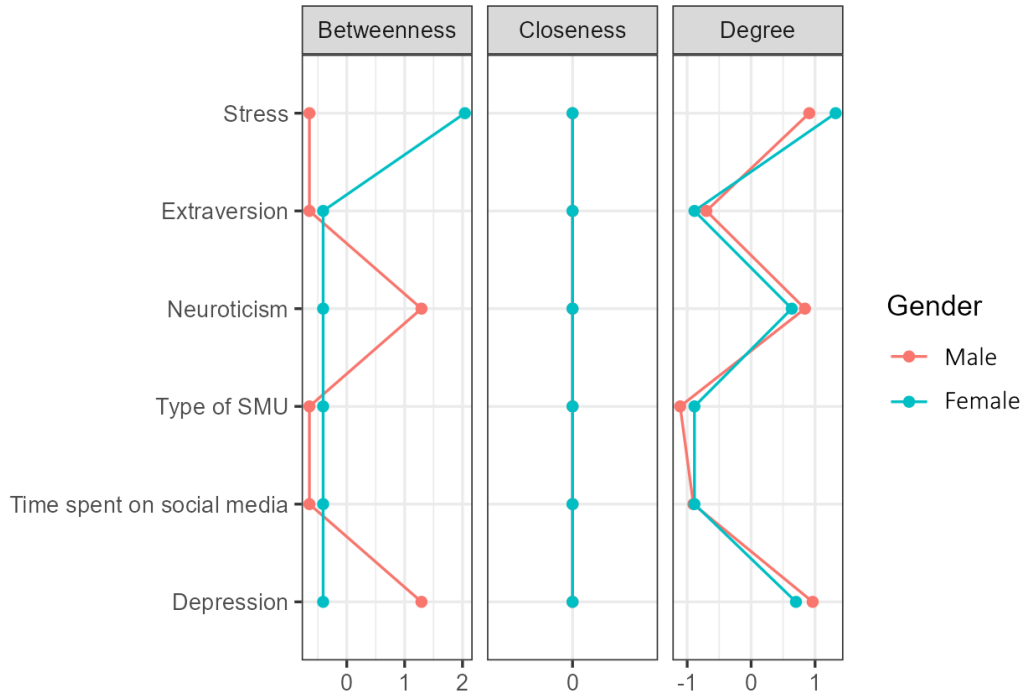 Betweenness Closeness Degree
Stress
Extraversion
Neuroticism
Type of SMU
Time spent on social media
Depression
0 1 2 0 -1 0 1
Gender
Male
Female